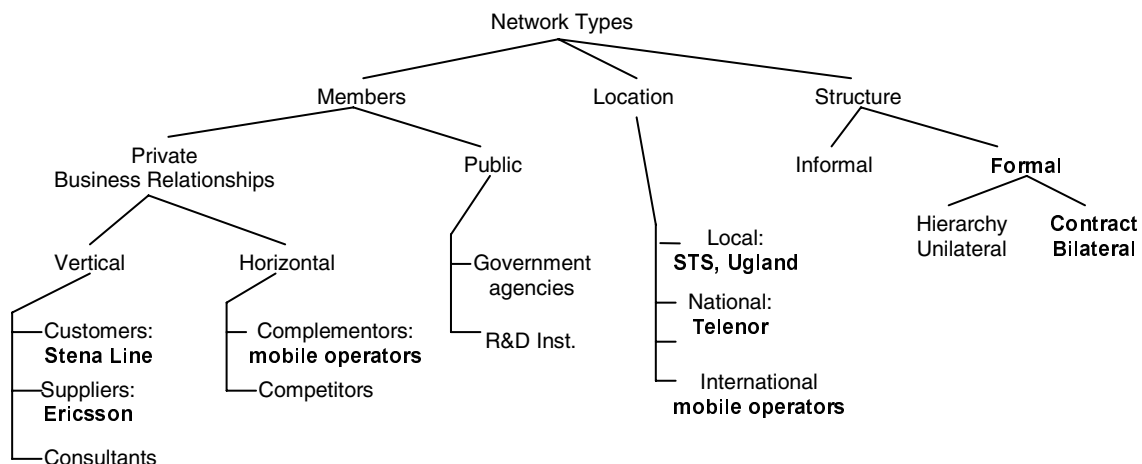 Network Types
Members
Location
Structure
Private
Business Relationships
Public
Informal
Formal
Hierarchy
Unilateral
Contract
Bilateral
Vertical
Horizontal
Government
agencies
R&D Inst.
Local:
STS, Ugland
National:
Telenor
International
mobile operators
Customers:
Stena Line
Suppliers:
Ericsson
Consultants
Complementors:
mobile operators
Competitors